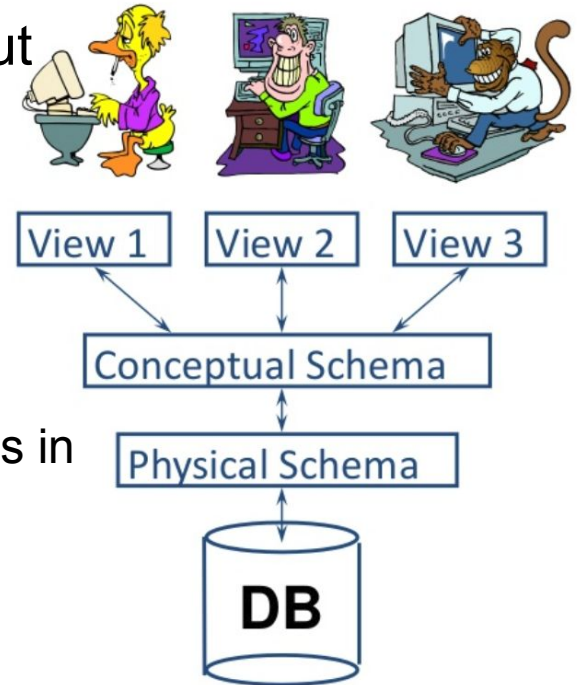 ut
View 1 View 2 View 3
Conceptual Schema
s in
Physical Schema
DB